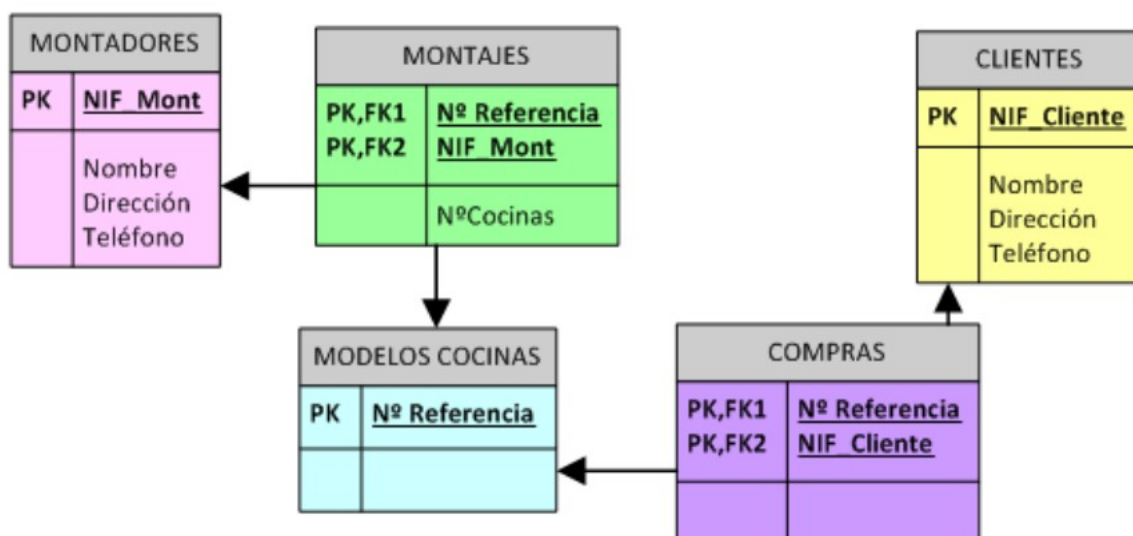 MONTADORES
PK NIF_Mont
Nombre
Dirección
Teléfono
MONTAJES
PK,FK1 Nº Referencia
PK,FK2 NIF_Mont
NºCocinas
CLIENTES
PK NIF_Cliente
Nombre
Dirección
Teléfono
MODELOS COCINAS
PK Nº Referencia
COMPRAS
PK,FK1 Nº Referencia
PK,FK2 NIF_Cliente